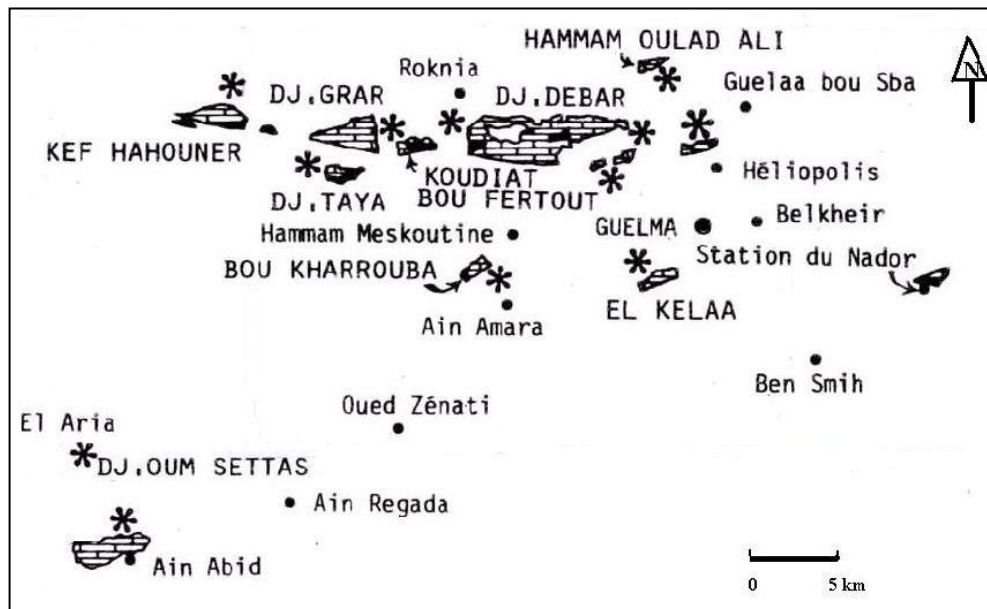 HAMMAM OULAD ALI
N
Roknia
Guelaa bou Sba
DJ.GRAR
DJ.DEBAR
KEF HAHOUNER
KOUDIAT
BOU FERTOUT
Héliopolis
DJ.TAYA
Hammam Meskoutine
GUELMA
Belkheir
BOU KHARROUBA
Station du Nador
EL KELAA
Ain Amara
Ben Smih
Oued Zénati
El Aria
DJ.OUM SETTAS
Ain Regada
Ain Abid
0 5 km